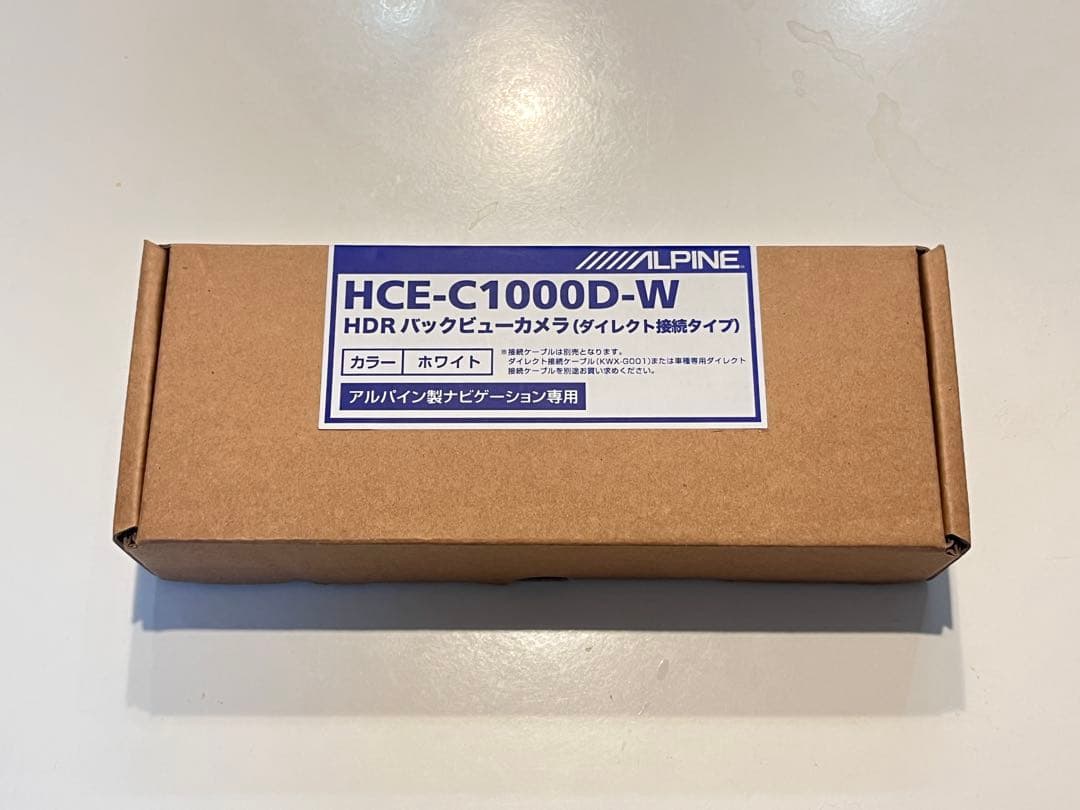 ALPINE
HCE-C1000D-W
HDR バックビューカメラ(ダイレクト接続タイプ)
カラー ホワイト
※接続ケーブルは別売となります。
ダイレクト接続ケーブル(KWX-G001)または車種専用ダイレクト
接続ケーブルを別途お買い求めください。
アルパイン製ナビゲーション専用